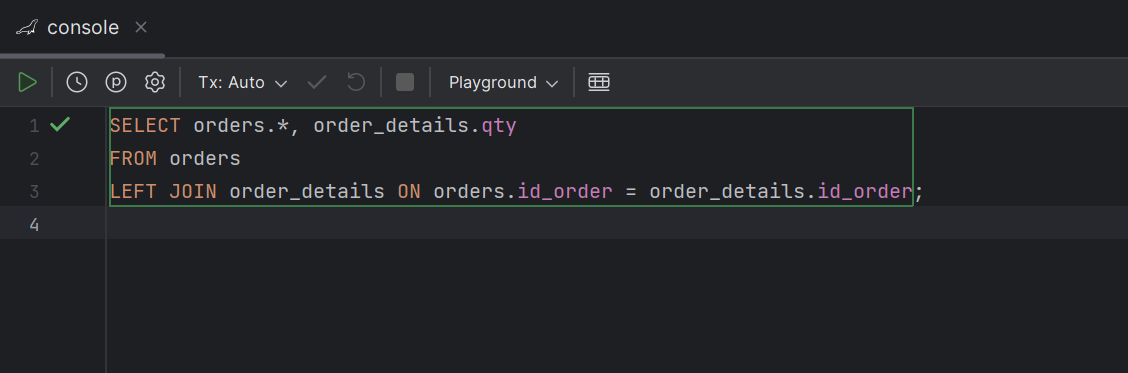 console
Tx: Auto Playground
1 SELECT orders.*, order_details.qty
2 FROM orders
3 LEFT JOIN order_details ON orders.id_order = order_details.id_order;
4